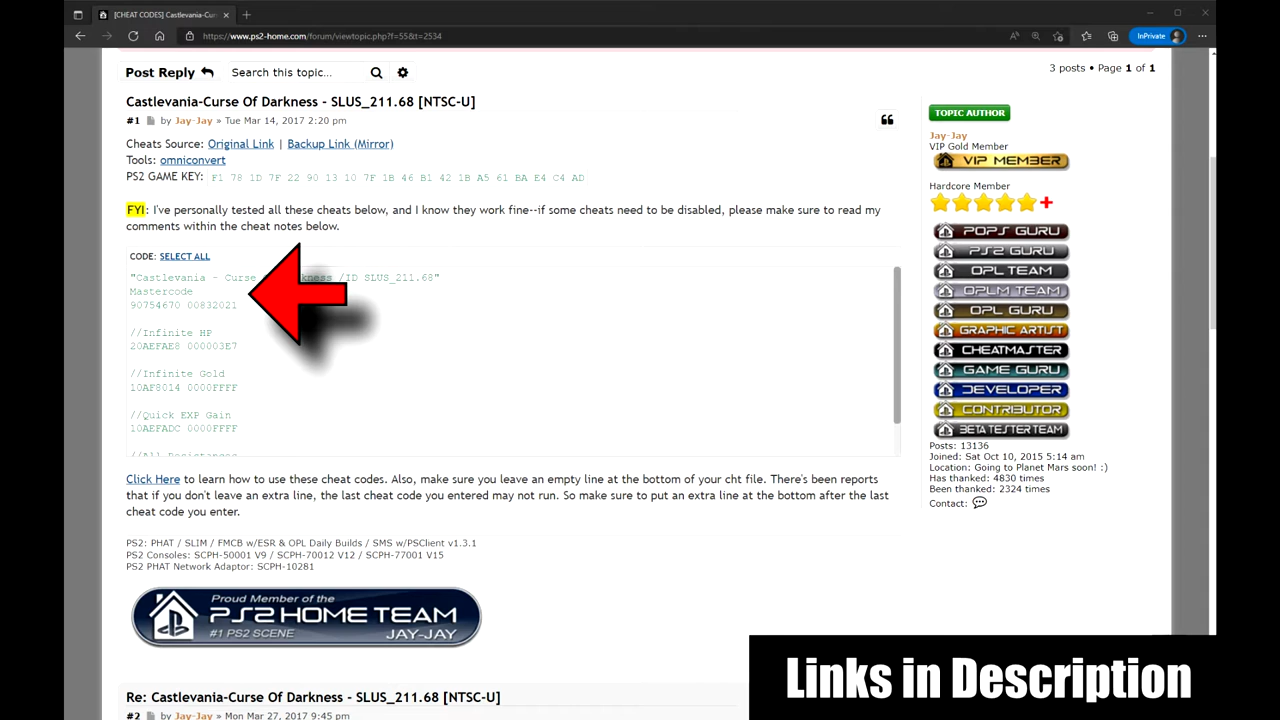 [CHEAT CODES] Castlevania-Cur
https://www.ps2-home.com/forum/viewtopic.php?f=55&t=2534
InPrivate
Post Reply
Search this topic…
3 posts • Page 1 of 1
Castlevania-Curse Of Darkness - SLUS_211.68 [NTSC-U]
#1 by Jay-Jay » Tue Mar 14, 2017 2:20 pm
Cheats Source: Original Link | Backup Link (Mirror)
Tools: omniconvert
PS2 GAME KEY: F1 78 1D 7F 22 90 13 10 7F 1B 46 B1 42 1B A5 61 BA E4 C4 AD
FYI: I've personally tested all these cheats below, and I know they work fine--if some cheats need to be disabled, please make sure to read my
comments within the cheat notes below.
CODE: SELECT ALL
"Castlevania - Curse Darkness /ID SLUS_211.68"
Mastercode
90754670 00832021
//Infinite HP
20AEFAE8 000003E7
//Infinite Gold
10AF8014 0000FFFF
//Quick EXP Gain
10AEFADC 0000FFFF
//All Resistances
Click Here to learn how to use these cheat codes. Also, make sure you leave an empty line at the bottom of your cht file. There's been reports
that if you don't leave an extra line, the last cheat code you entered may not run. So make sure to put an extra line at the bottom after the last
cheat code you enter.
PS2: PHAT / SLIM / FMCB w/ESR & OPL Daily Builds / SMS w/PSClient v1.3.1
PS2 Consoles: SCPH-50001 V9 / SCPH-70012 V12 / SCPH-77001 V15
PS2 PHAT Network Adaptor: SCPH-10281
Proud Member of the
PS2 HOME TEAM
#1 PS2 SCENE JAY-JAY
TOPIC AUTHOR
Jay-Jay
VIP Gold Member
VIP MEMBER
Hardcore Member
POPS GURU
PS2 GURU
OPL TEAM
OPLM TEAM
OPL GURU
GRAPHIC ARTIST
CHEATMASTER
GAME GURU
DEVELOPER
CONTRIBUTOR
BETA TESTER TEAM
Posts: 13136
Joined: Sat Oct 10, 2015 5:14 am
Location: Going to Planet Mars soon! :)
Has thanked: 4830 times
Been thanked: 2324 times
Contact:
Re: Castlevania-Curse Of Darkness - SLUS_211.68 [NTSC-U]
#2 by Jay-Jay » Mon Mar 27, 2017 9:45 pm
Links in Description